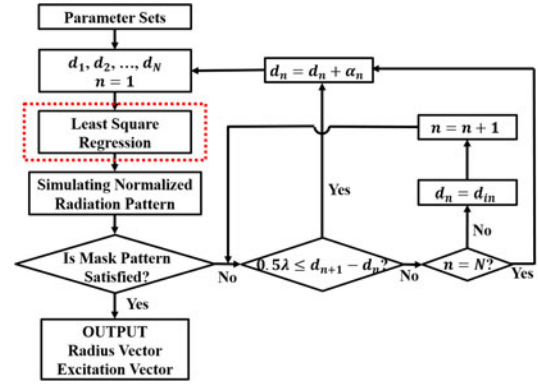 Parameter Sets
d₁, d₂, ..., d_N
n = 1
Least Square
Regression
Simulating Normalized
Radiation Pattern
Is Mask Pattern
Satisfied?
No
Yes
OUTPUT
Radius Vector
Excitation Vector
dₙ = dₙ + αₙ
Yes
0.5λ ≤ dₙ₊₁ − dₙ?
No
n = n + 1
dₙ = dᵢₙ
No
n = N?
Yes